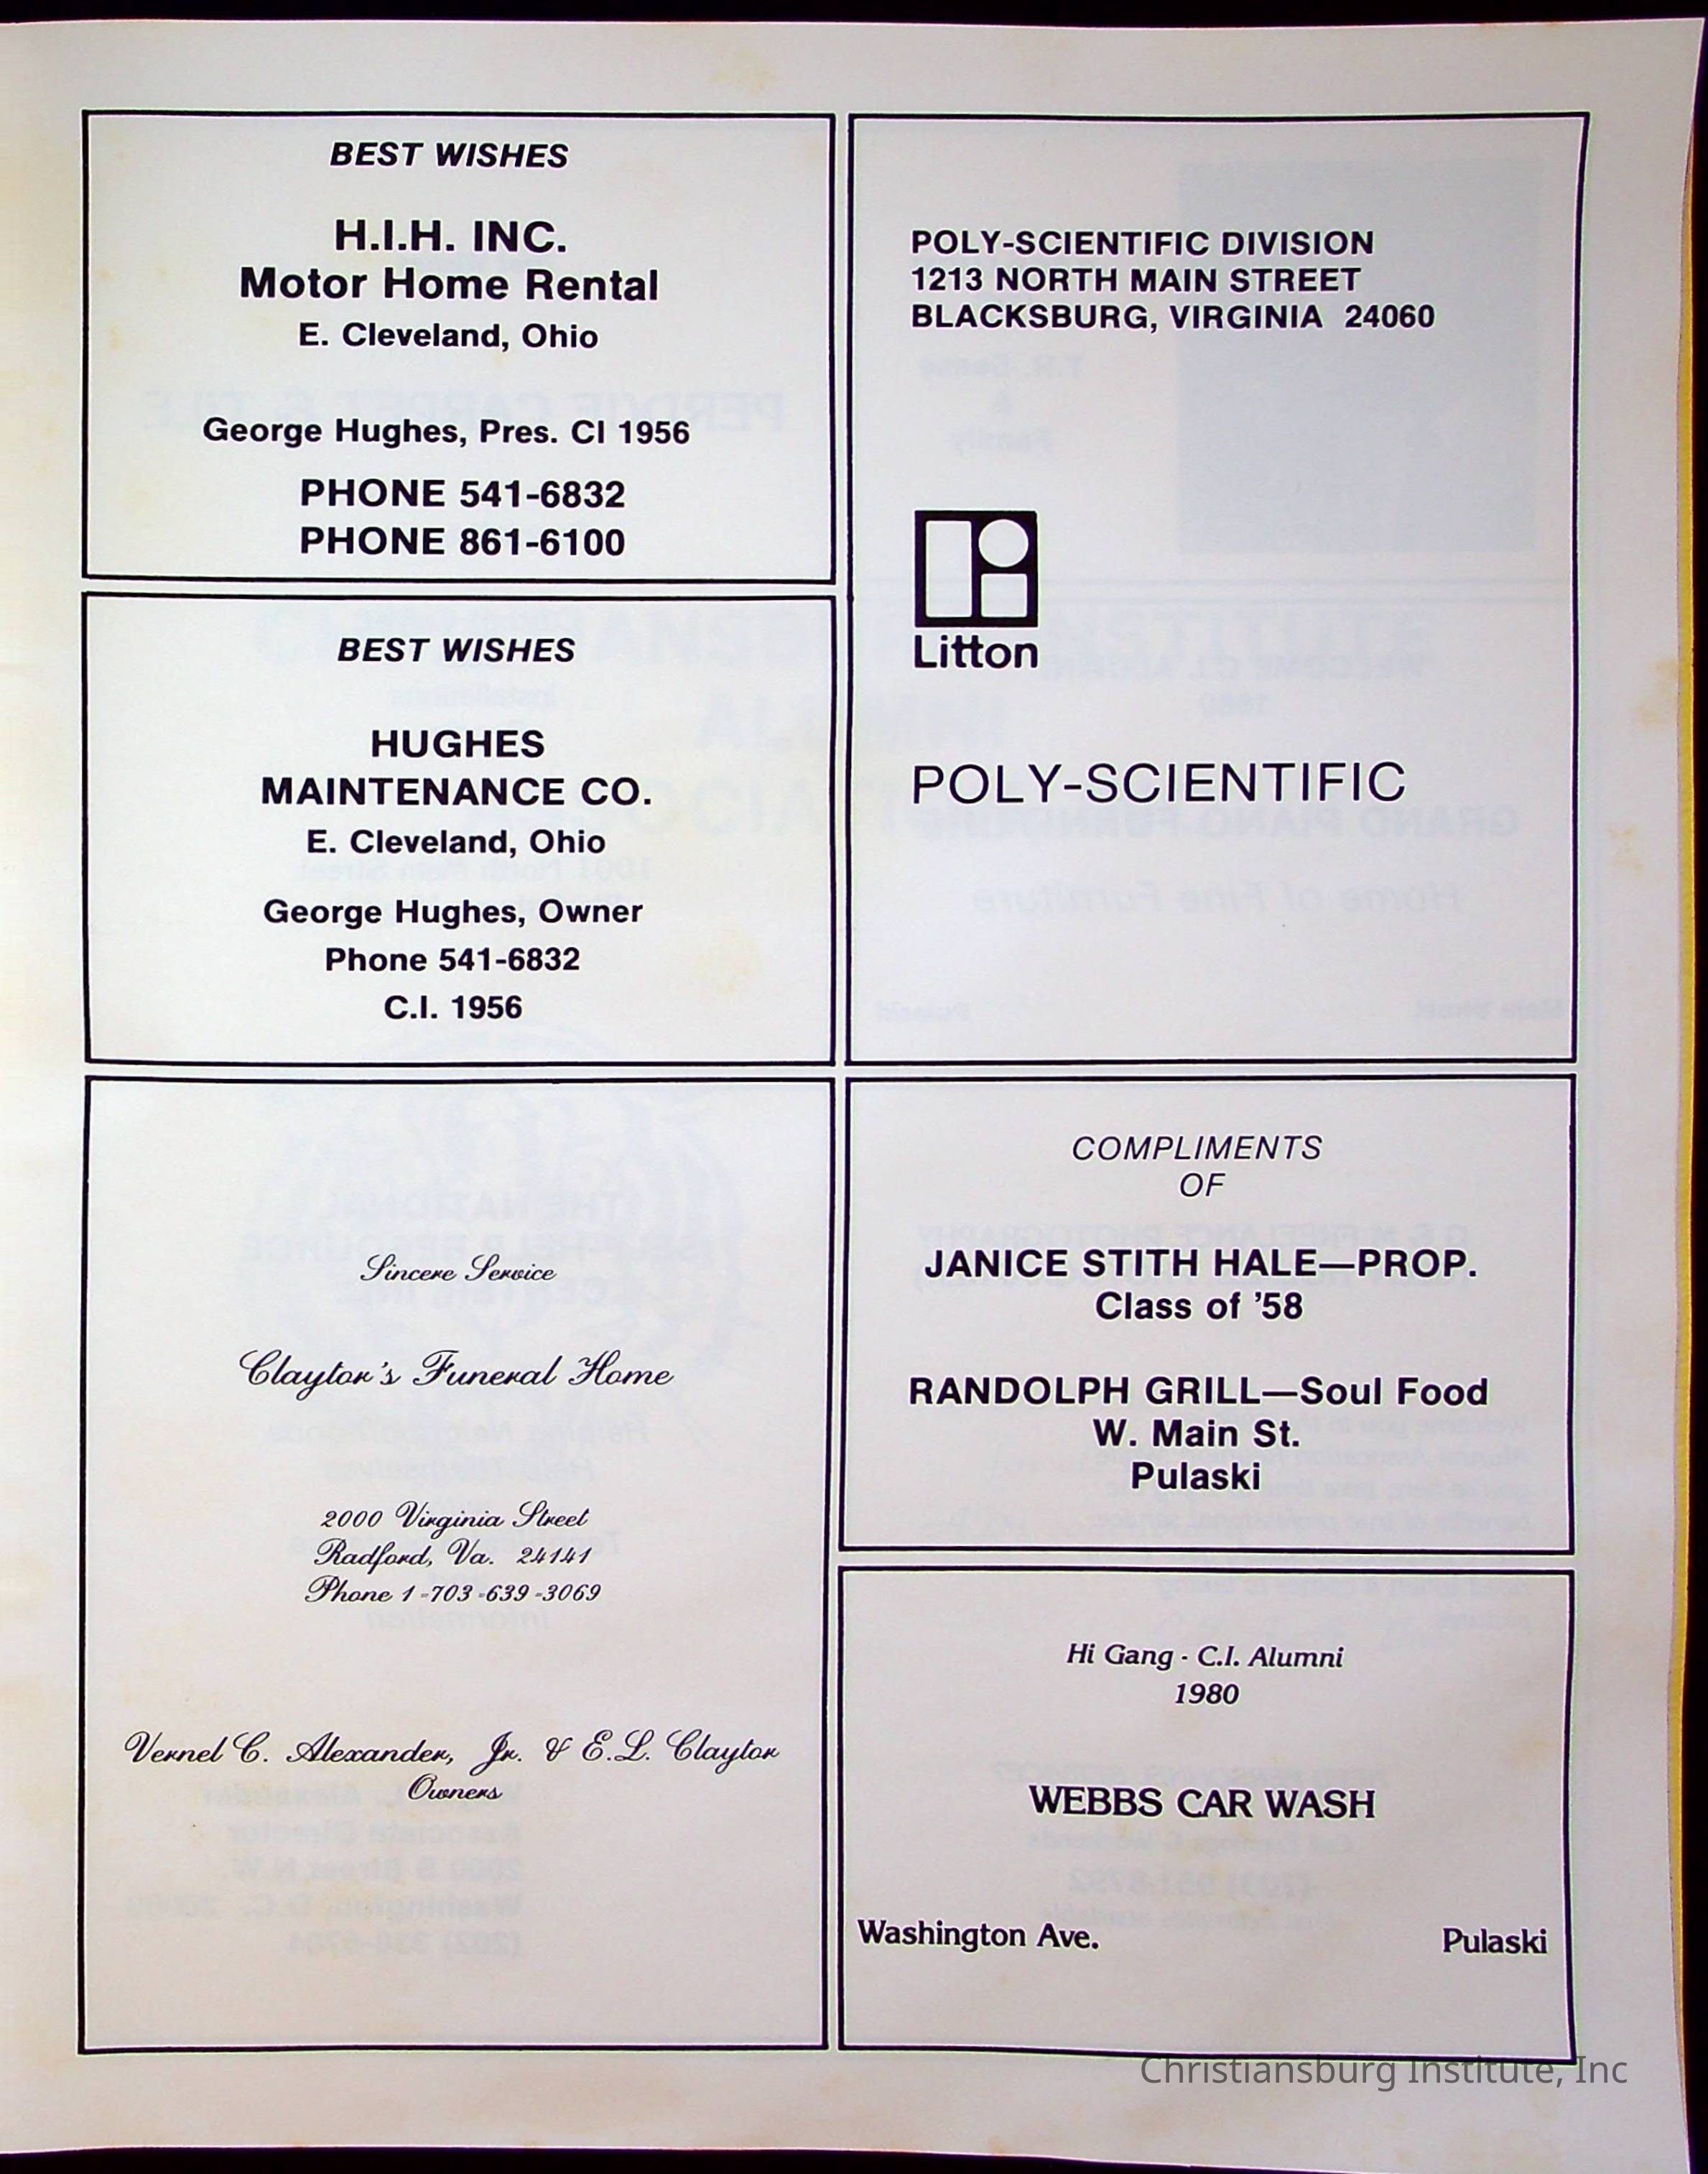 BEST WISHES
H.I.H. INC.
Motor Home Rental
E. Cleveland, Ohio
George Hughes, Pres. CI 1956
PHONE 541-6832
PHONE 861-6100
BEST WISHES
HUGHES
MAINTENANCE CO.
E. Cleveland, Ohio
George Hughes, Owner
Phone 541-6832
C.I. 1956
Sincere Service
Clayton's Funeral Home
2000 Virginia Street
Radford, Va. 24141
Phone 1-703-639-3069
Vernel C. Alexander, Jr. & E.L. Clayton
Owners
POLY-SCIENTIFIC DIVISION
1213 NORTH MAIN STREET
BLACKSBURG, VIRGINIA 24060
Litton
POLY-SCIENTIFIC
COMPLIMENTS
OF
JANICE STITH HALE—PROP.
Class of '58
RANDOLPH GRILL—Soul Food
W. Main St.
Pulaski
Hi Gang - C.I. Alumni
1980
WEBBS CAR WASH
Washington Ave. Pulaski
Christiansburg Institute, Inc